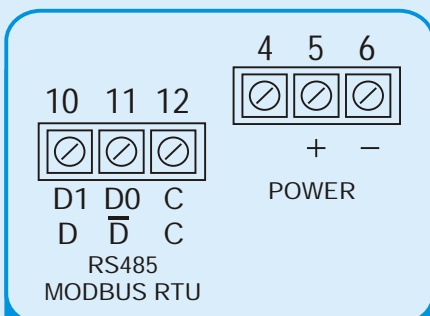 4 5 6
+ −
POWER
10 11 12
D1 D0 C
D D̅ C
RS485
MODBUS RTU